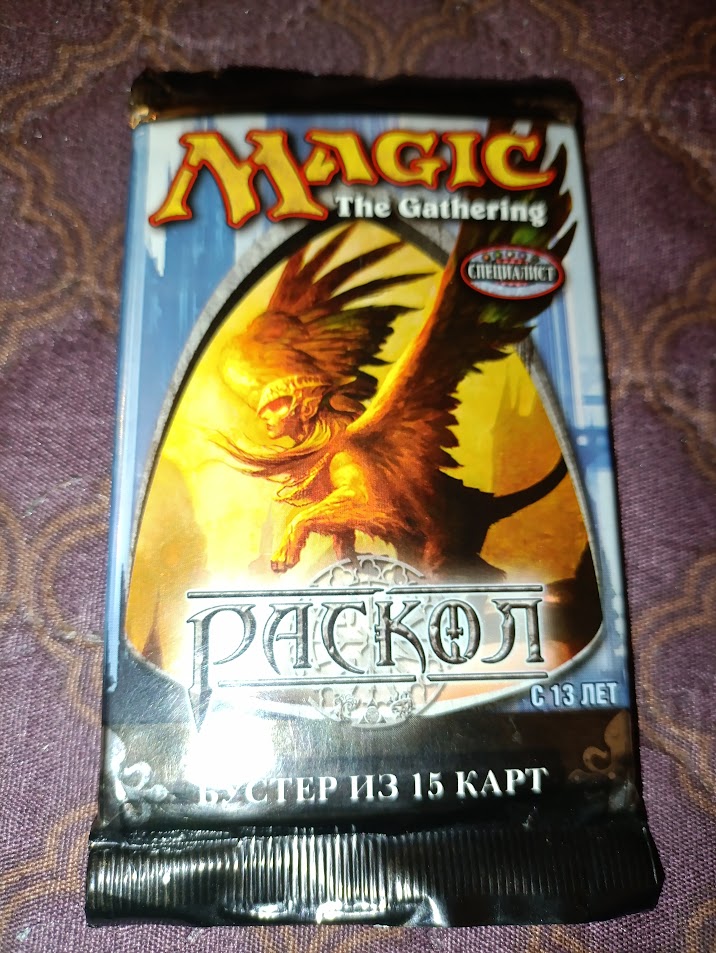 MAGIC
The Gathering
СПЕЦИАЛИСТ
РАСКОЛ
С 13 ЛЕТ
БУСТЕР ИЗ 15 КАРТ